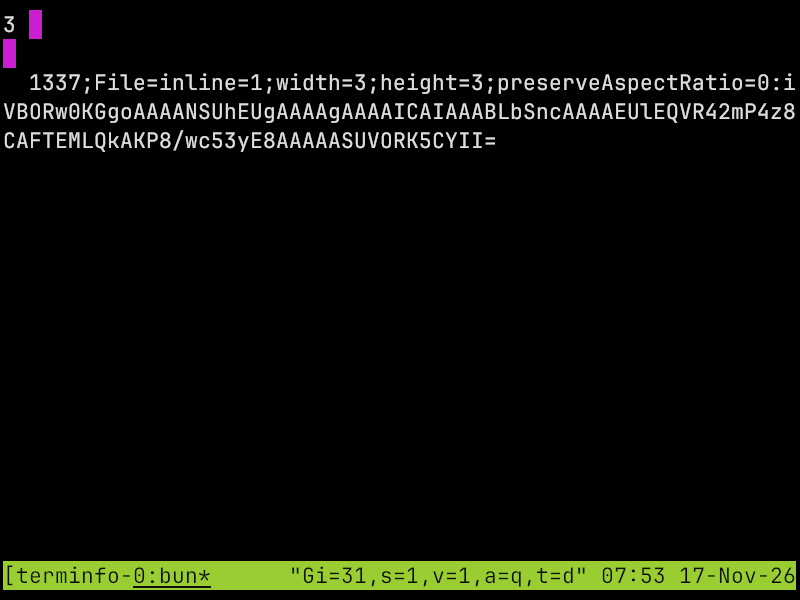 3
1337;File=inline=1;width=3;height=3;preserveAspectRatio=0:i
VBORw0KGgoAAAANSUhEUgAAAAgAAAAICAIAAABLbSncAAAAEUlEQVR42mP4z8
CAFTEMLQkAKP8/wc53yE8AAAAASUVORK5CYII=
[terminfo-0:bun* "Gi=31,s=1,v=1,a=q,t=d" 07:53 17-Nov-26